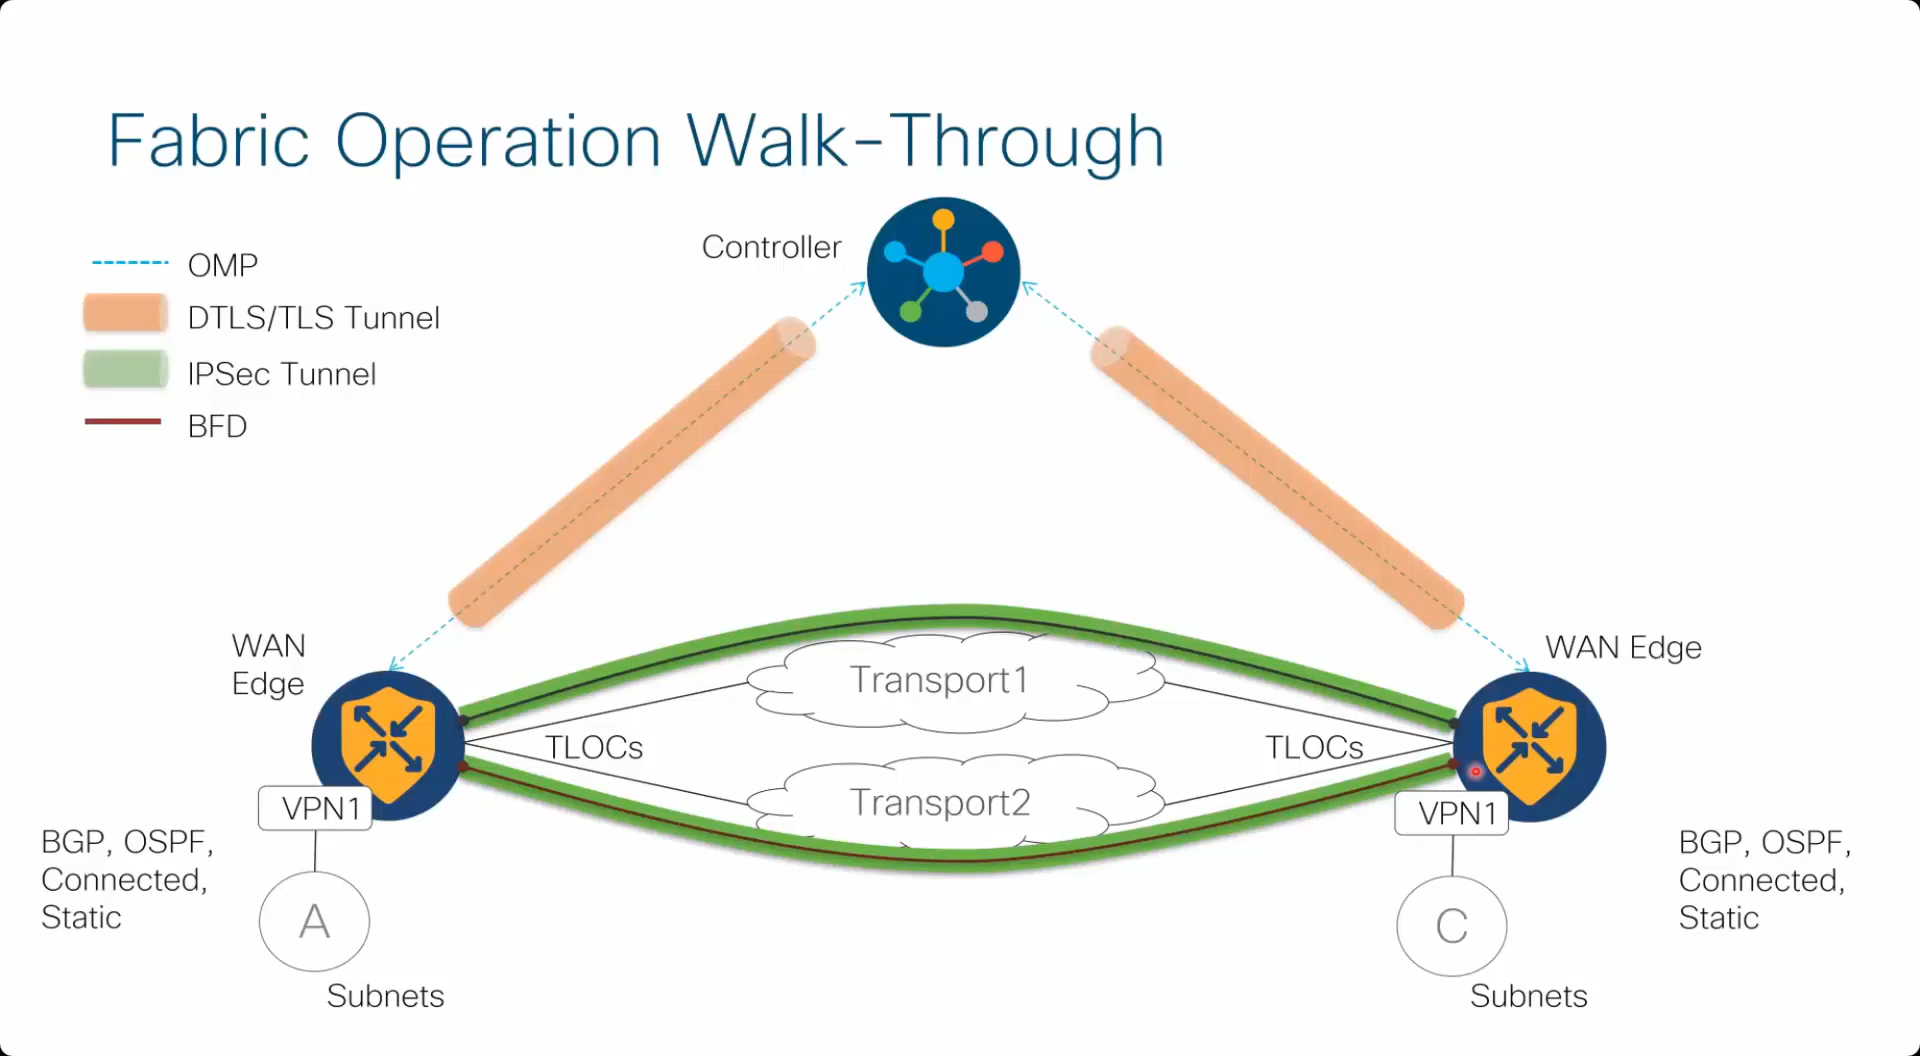 Fabric Operation Walk-Through
Controller
OMP
DTLS/TLS Tunnel
IPSec Tunnel
BFD
WAN
Edge
WAN Edge
Transport1
TLOCs
TLOCs
Transport2
VPN1
VPN1
BGP, OSPF,
Connected,
Static
BGP, OSPF,
Connected,
Static
A
C
Subnets
Subnets